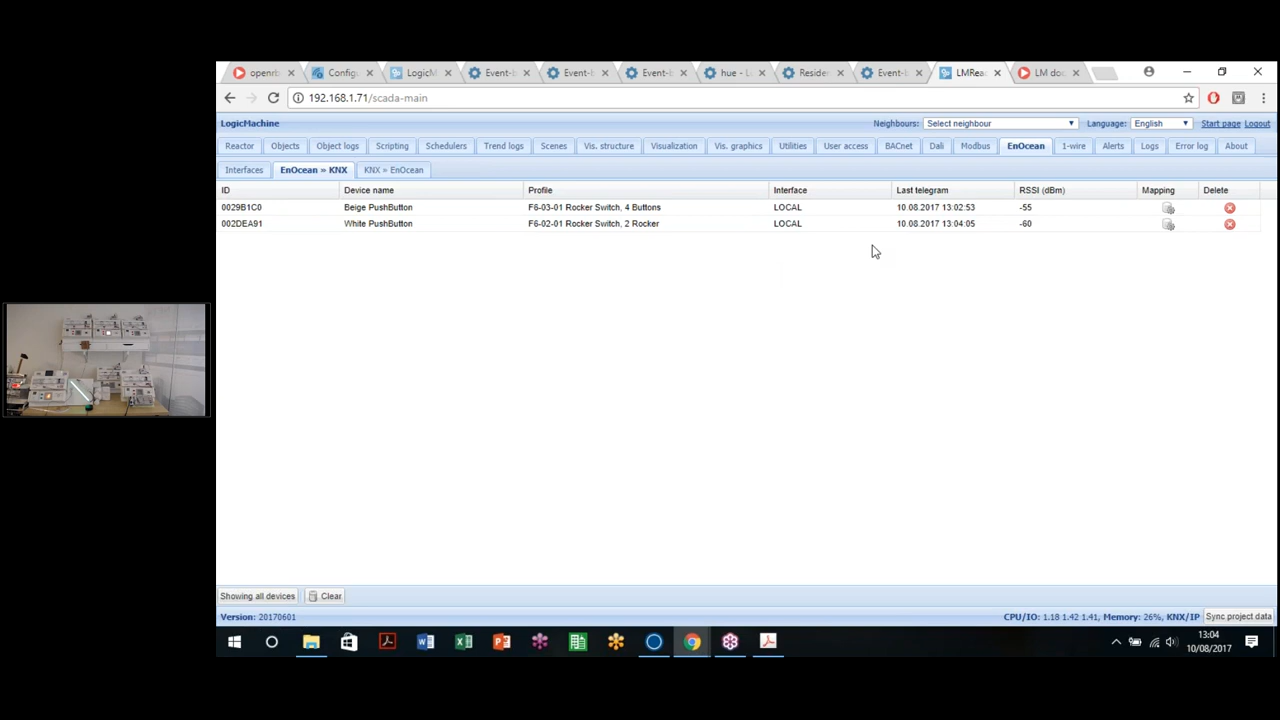 openrb
Configu
LogicM
Event-b
Event-b
Event-b
hue - Lo
Residen
Event-b
LMRea
LM doc
192.168.1.71/scada-main
LogicMachine
Neighbours: Select neighbour
Language: English
Start page
Logout
Reactor
Objects
Object logs
Scripting
Schedulers
Trend logs
Scenes
Vis. structure
Visualization
Vis. graphics
Utilities
User access
BACnet
Dali
Modbus
EnOcean
1-wire
Alerts
Logs
Error log
About
Interfaces
EnOcean » KNX
KNX » EnOcean
ID Device name Profile Interface Last telegram RSSI (dBm) Mapping Delete
0029B1C0 Beige PushButton F6-03-01 Rocker Switch, 4 Buttons LOCAL 10.08.2017 13:02:53 -55
002DEA91 White PushButton F6-02-01 Rocker Switch, 2 Rocker LOCAL 10.08.2017 13:04:05 -60
Showing all devices
Clear
Version: 20170601
CPU/IO: 1.18 1.42 1.41, Memory: 26%, KNX/IP
Sync project data
13:04
10/08/2017